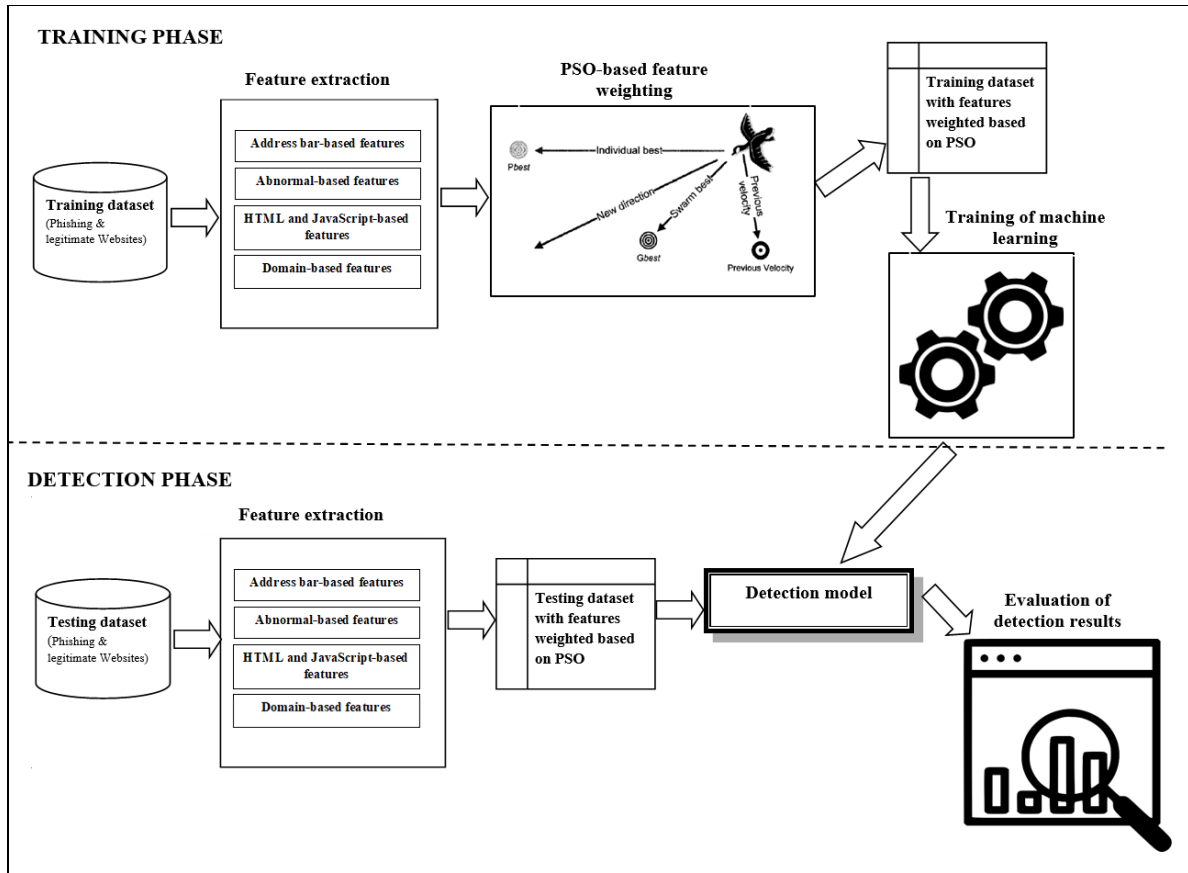 TRAINING PHASE
Feature extraction
Address bar-based features
Abnormal-based features
HTML and JavaScript-based
features
Domain-based features
Training dataset
(Phishing &
legitimate Websites)
PSO-based feature
weighting
Individual best
Pbest
New direction
Swarm best
Previous
velocity
Gbest
Previous Velocity
Training dataset
with features
weighted based
on PSO
Training of machine
learning
DETECTION PHASE
Feature extraction
Address bar-based features
Abnormal-based features
HTML and JavaScript-based
features
Domain-based features
Testing dataset
(Phishing &
legitimate Websites)
Testing dataset
with features
weighted based
on PSO
Detection model
Evaluation of
detection results